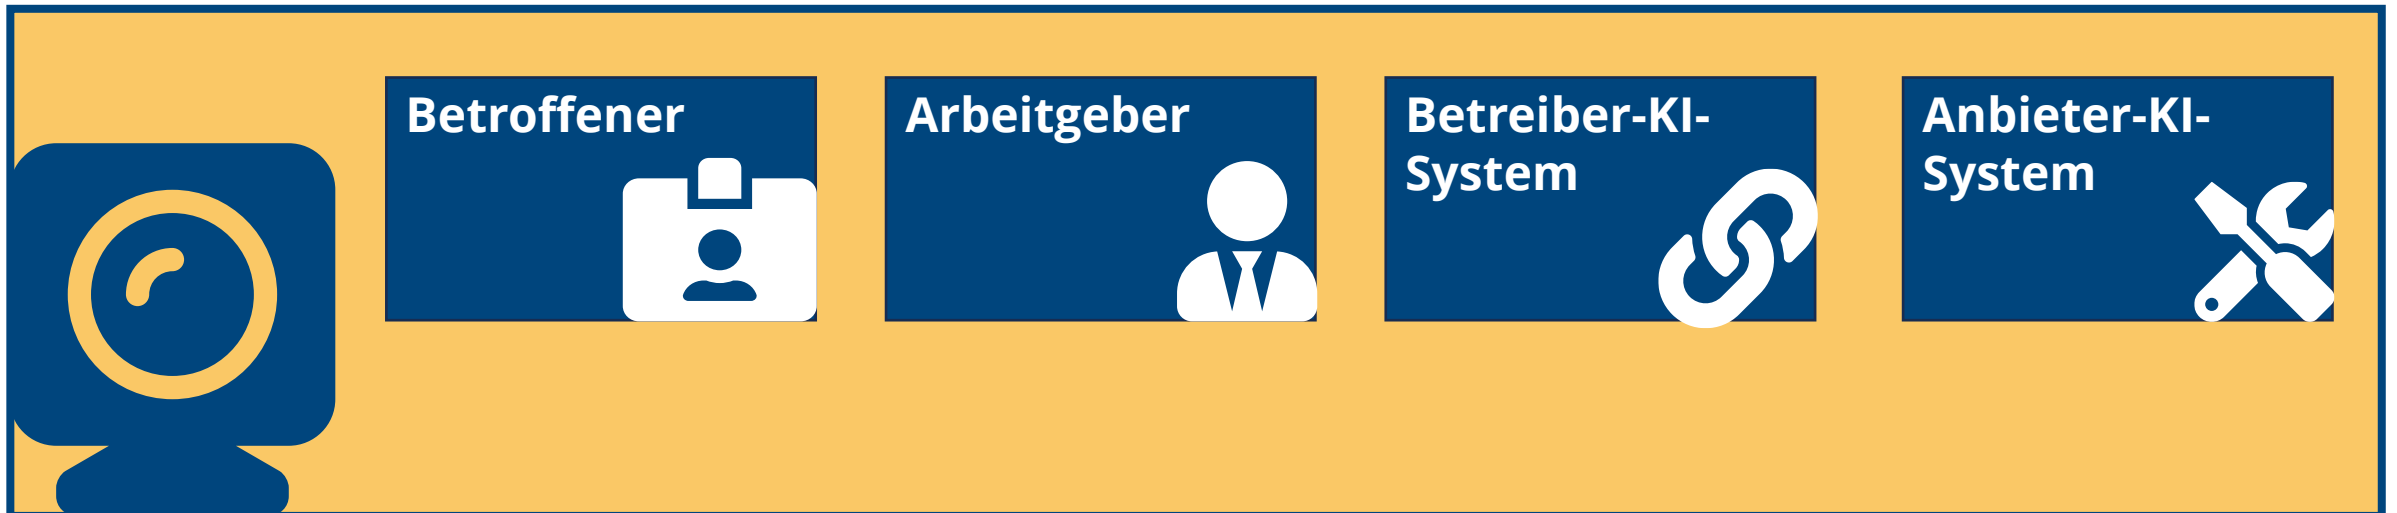 Betroffener
Arbeitgeber
Betreiber-KI-
System
Anbieter-KI-
System